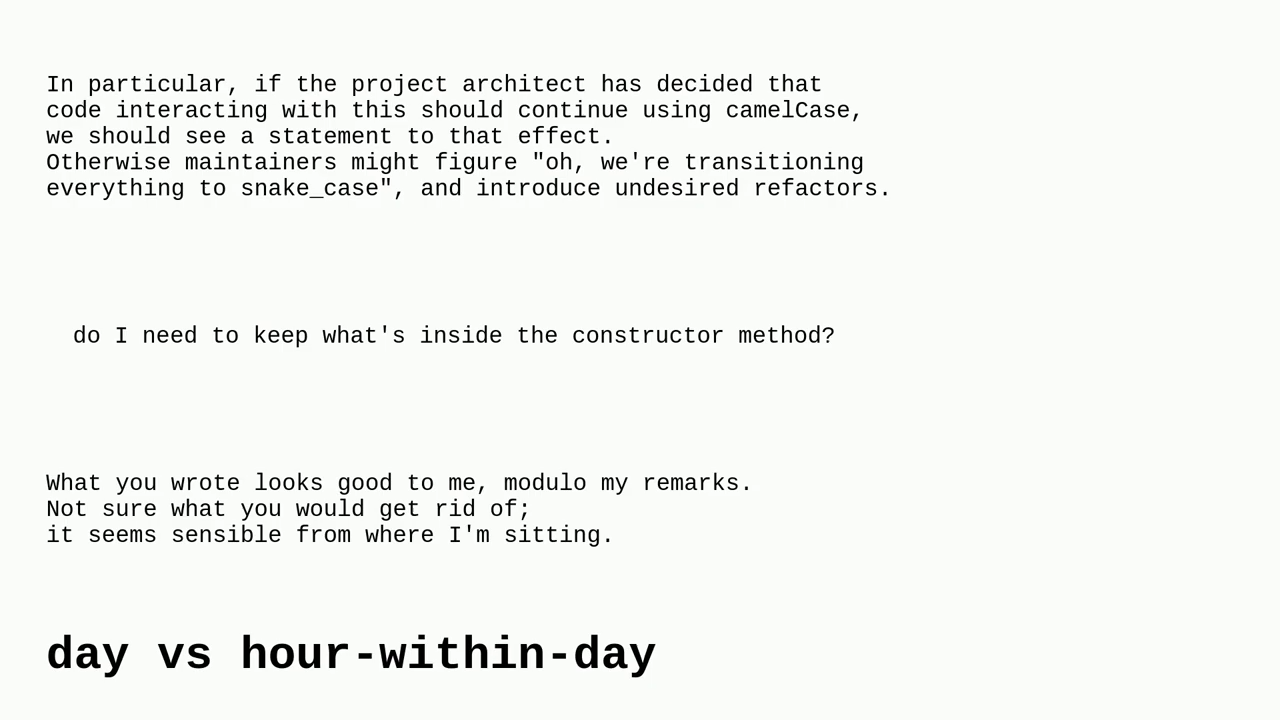 In particular, if the project architect has decided that
code interacting with this should continue using camelCase,
we should see a statement to that effect.
Otherwise maintainers might figure "oh, we're transitioning
everything to snake_case", and introduce undesired refactors.
do I need to keep what's inside the constructor method?
What you wrote looks good to me, modulo my remarks.
Not sure what you would get rid of;
it seems sensible from where I'm sitting.
day vs hour-within-day